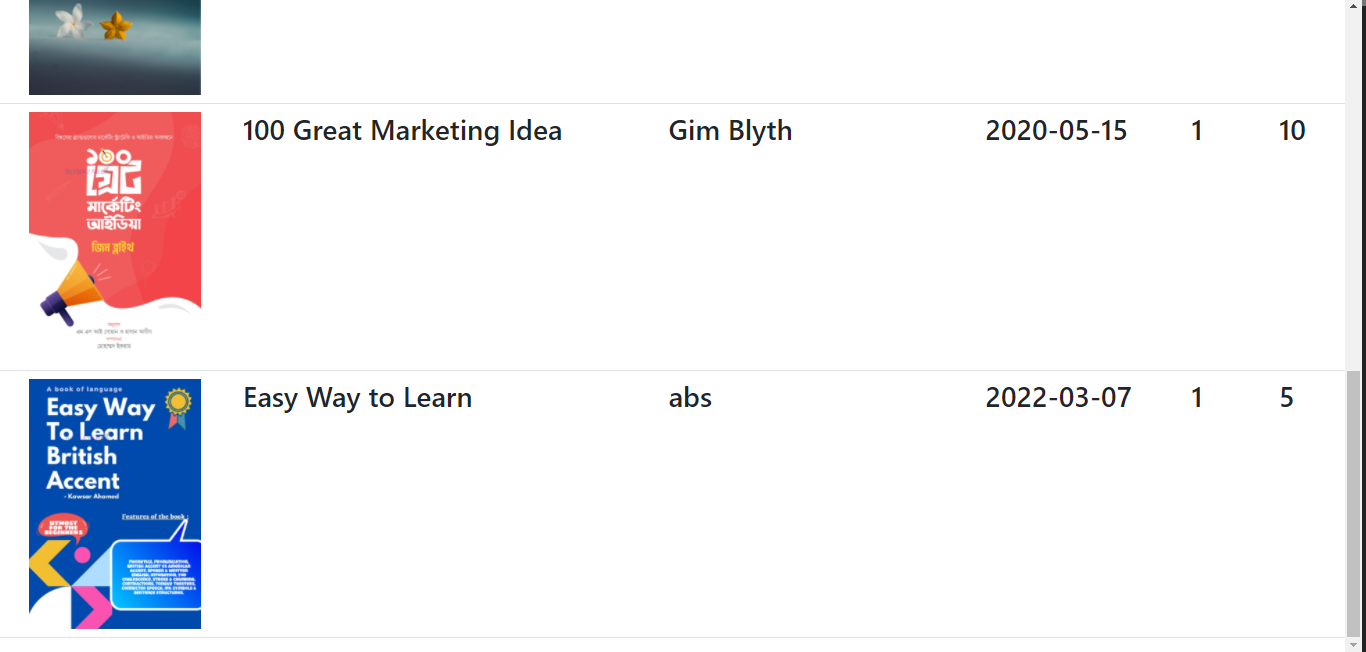 100 Great Marketing Idea
Gim Blyth
2020-05-15
1
10
১০০
গ্রেট
মার্কেটিং
আইডিয়া
জিম ব্লাইথ
Easy Way to Learn
abs
2022-03-07
1
5
A book of language
Easy Way
To Learn
British
Accent
- Kawsar Ahamed
Features of the book :
UTMOST
FOR THE
BEGINNERS